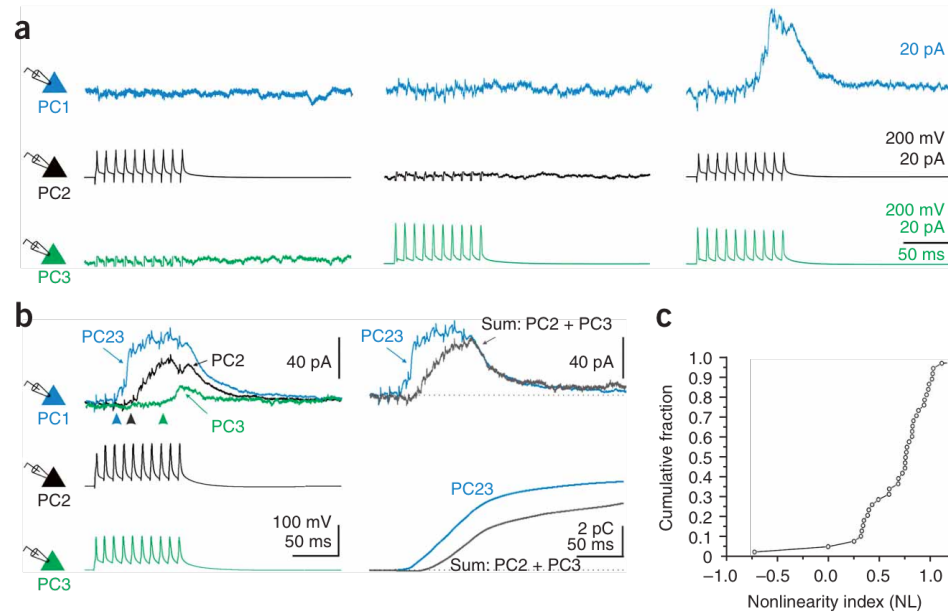 a
PC1
20 pA
PC2
200 mV
20 pA
PC3
200 mV
20 pA
50 ms
b
PC23
PC2
PC3
40 pA
PC1
PC2
PC3
100 mV
50 ms
PC23
Sum: PC2 + PC3
40 pA
PC23
2 pC
50 ms
Sum: PC2 + PC3
c
Cumulative fraction
1.0
0.9
0.8
0.7
0.6
0.5
0.4
0.3
0.2
0.1
0
−1.0 −0.5 0.0 0.5 1.0
Nonlinearity index (NL)